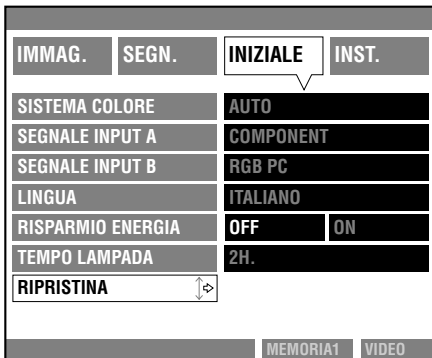 IMMAG. SEGN. INIZIALE INST.
SISTEMA COLORE AUTO
SEGNALE INPUT A COMPONENT
SEGNALE INPUT B RGB PC
LINGUA ITALIANO
RISPARMIO ENERGIA OFF ON
TEMPO LAMPADA 2H.
RIPRISTINA
MEMORIA1 VIDEO